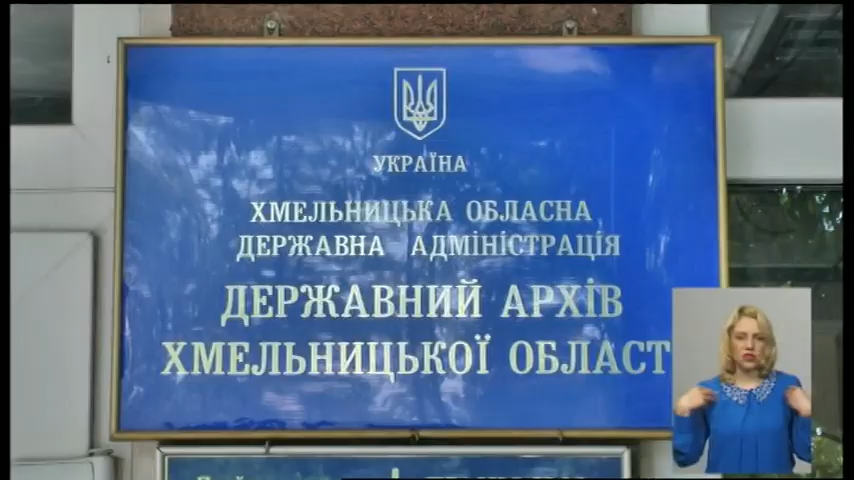 УКРАЇНА
ХМЕЛЬНИЦЬКА ОБЛАСНА
ДЕРЖАВНА АДМІНІСТРАЦІЯ
ДЕРЖАВНИЙ АРХІВ
ХМЕЛЬНИЦЬКОЇ ОБЛАСТ